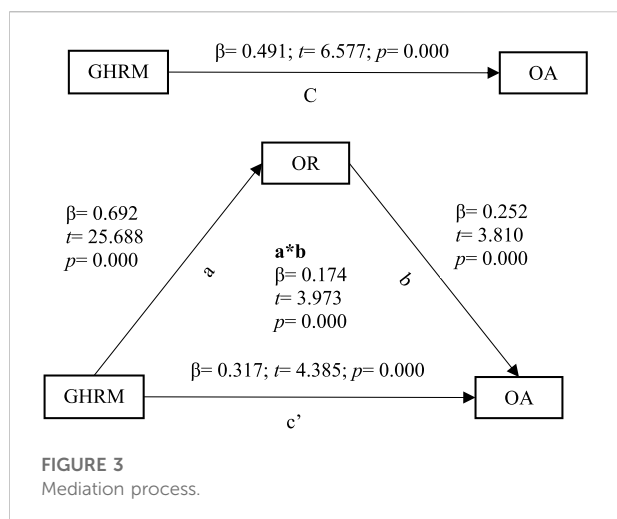 β= 0.491; t= 6.577; p= 0.000
GHRM
OA
C
OR
β= 0.692
t= 25.688
p= 0.000
a
a*b
β= 0.174
t= 3.973
p= 0.000
b
β= 0.252
t= 3.810
p= 0.000
β= 0.317; t= 4.385; p= 0.000
GHRM
OA
c’
FIGURE 3
Mediation process.